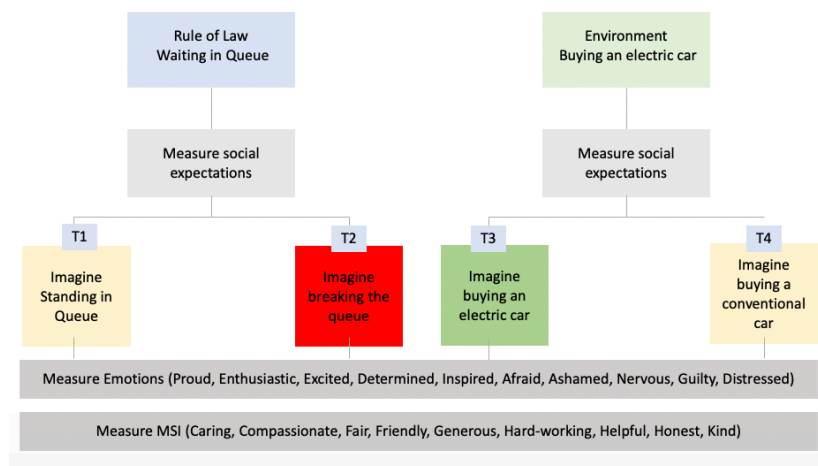 Rule of Law
Waiting in Queue
Environment
Buying an electric car
Measure social
expectations
Measure social
expectations
T1
T2
T3
T4
Imagine
Standing in
Queue
Imagine
breaking the
queue
Imagine
buying an
electric car
Imagine
buying a
conventional
car
Measure Emotions (Proud, Enthusiastic, Excited, Determined, Inspired, Afraid, Ashamed, Nervous, Guilty, Distressed)
Measure MSI (Caring, Compassionate, Fair, Friendly, Generous, Hard-working, Helpful, Honest, Kind)